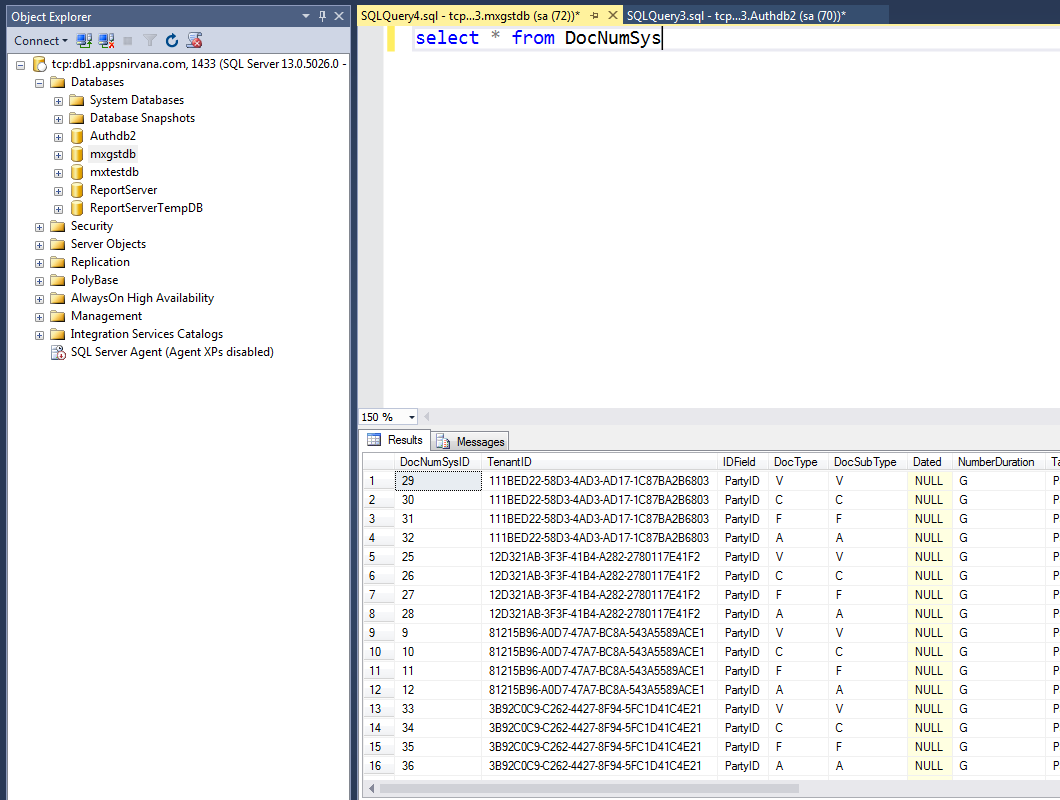 Object Explorer
Connect
tcp:db1.appsnirvana.com, 1433 (SQL Server 13.0.5026.0 -
Databases
System Databases
Database Snapshots
Authdb2
mxgstdb
mxtestdb
ReportServer
ReportServerTempDB
Security
Server Objects
Replication
PolyBase
AlwaysOn High Availability
Management
Integration Services Catalogs
SQL Server Agent (Agent XPs disabled)
SQLQuery4.sql - tcp...3.mxgstdb (sa (72))* SQLQuery3.sql - tcp...3.Authdb2 (sa (70))*
select * from DocNumSys
150 %
Results Messages
DocNumSysID TenantID IDField DocType DocSubType Dated NumberDuration Ta
1 29 111BED22-58D3-4AD3-AD17-1C87BA2B6803 PartyID V V NULL G P
2 30 111BED22-58D3-4AD3-AD17-1C87BA2B6803 PartyID C C NULL G P
3 31 111BED22-58D3-4AD3-AD17-1C87BA2B6803 PartyID F F NULL G P
4 32 111BED22-58D3-4AD3-AD17-1C87BA2B6803 PartyID A A NULL G P
5 25 12D321AB-3F3F-41B4-A282-2780117E41F2 PartyID V V NULL G P
6 26 12D321AB-3F3F-41B4-A282-2780117E41F2 PartyID C C NULL G P
7 27 12D321AB-3F3F-41B4-A282-2780117E41F2 PartyID F F NULL G P
8 28 12D321AB-3F3F-41B4-A282-2780117E41F2 PartyID A A NULL G P
9 9 81215B96-A0D7-47A7-BC8A-543A5589ACE1 PartyID V V NULL G P
10 10 81215B96-A0D7-47A7-BC8A-543A5589ACE1 PartyID C C NULL G P
11 11 81215B96-A0D7-47A7-BC8A-543A5589ACE1 PartyID F F NULL G P
12 12 81215B96-A0D7-47A7-BC8A-543A5589ACE1 PartyID A A NULL G P
13 33 3B92C0C9-C262-4427-8F94-5FC1D41C4E21 PartyID V V NULL G P
14 34 3B92C0C9-C262-4427-8F94-5FC1D41C4E21 PartyID C C NULL G P
15 35 3B92C0C9-C262-4427-8F94-5FC1D41C4E21 PartyID F F NULL G P
16 36 3B92C0C9-C262-4427-8F94-5FC1D41C4E21 PartyID A A NULL G P